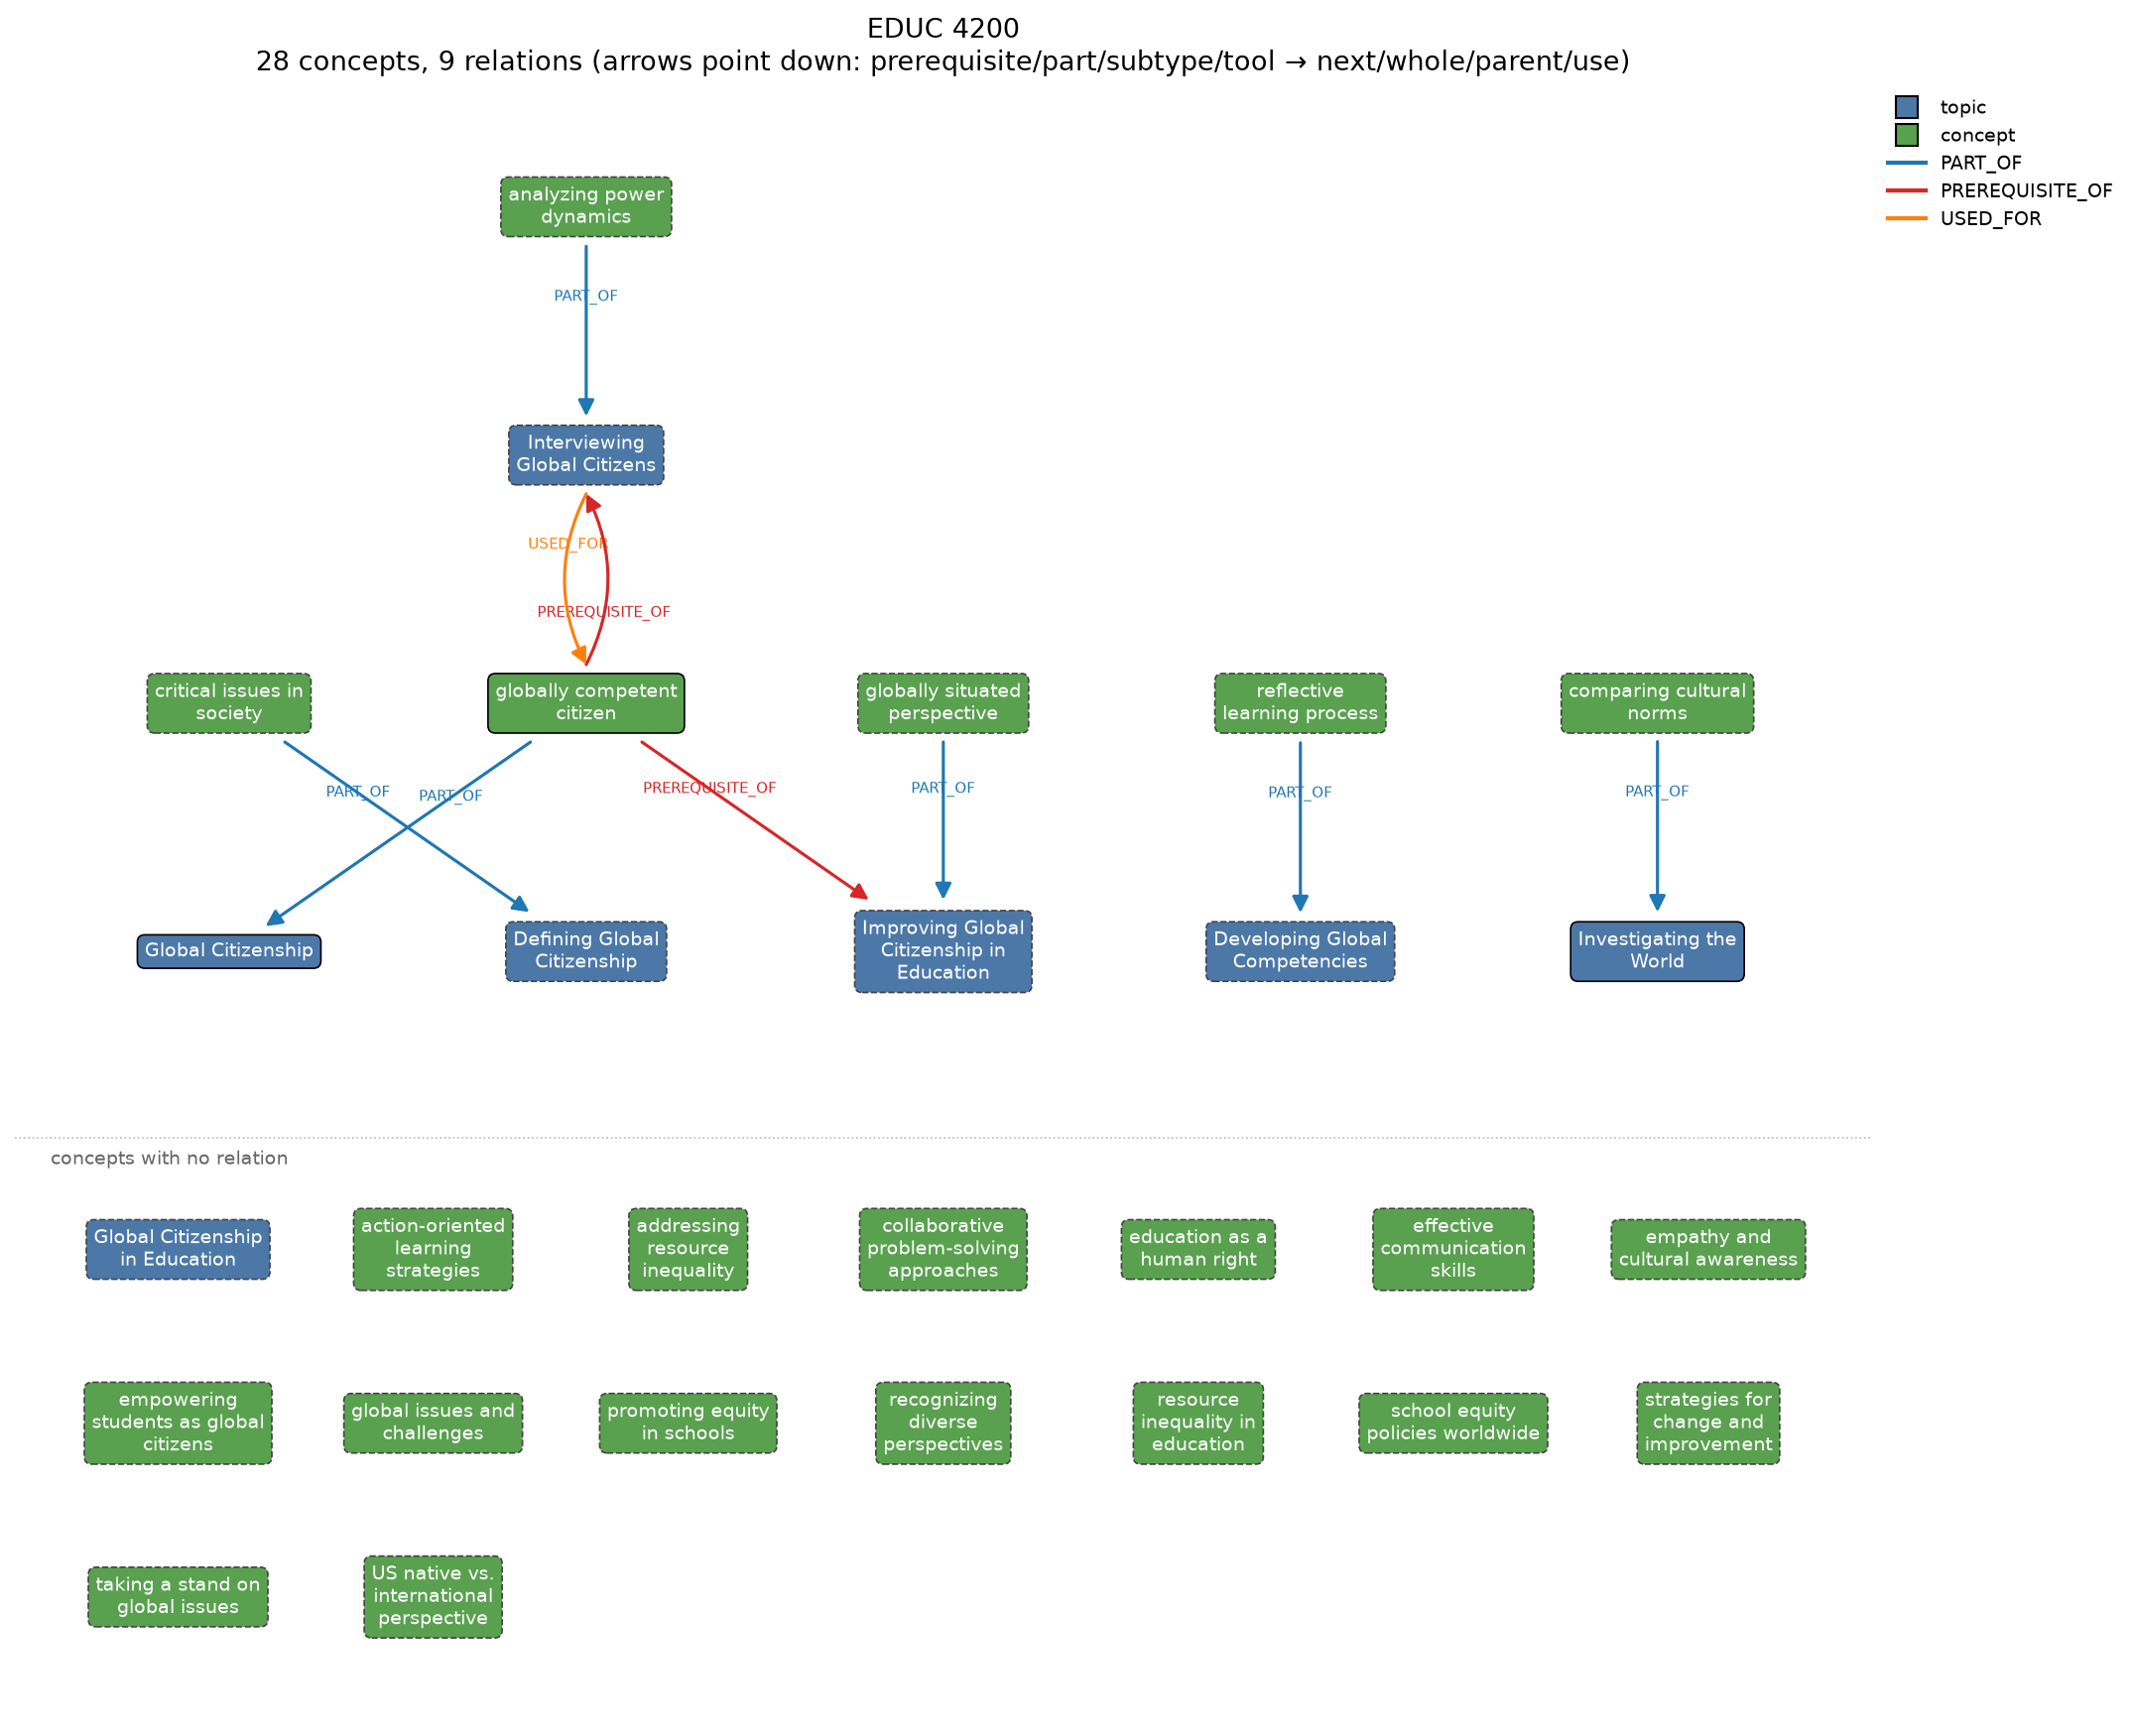 EDUC 4200
28 concepts, 9 relations (arrows point down: prerequisite/part/subtype/tool → next/whole/parent/use)
topic
concept
PART_OF
PREREQUISITE_OF
USED_FOR
analyzing power
dynamics
PART_OF
Interviewing
Global Citizens
USED_FOR
PREREQUISITE_OF
critical issues in
society
globally competent
citizen
globally situated
perspective
reflective
learning process
comparing cultural
norms
PART_OF
PART_OF
PREREQUISITE_OF
PART_OF
PART_OF
PART_OF
Global Citizenship
Defining Global
Citizenship
Improving Global
Citizenship in
Education
Developing Global
Competencies
Investigating the
World
concepts with no relation
Global Citizenship
in Education
action-oriented
learning
strategies
addressing
resource
inequality
collaborative
problem-solving
approaches
education as a
human right
effective
communication
skills
empathy and
cultural awareness
empowering
students as global
citizens
global issues and
challenges
promoting equity
in schools
recognizing
diverse
perspectives
resource
inequality in
education
school equity
policies worldwide
strategies for
change and
improvement
taking a stand on
global issues
US native vs.
international
perspective